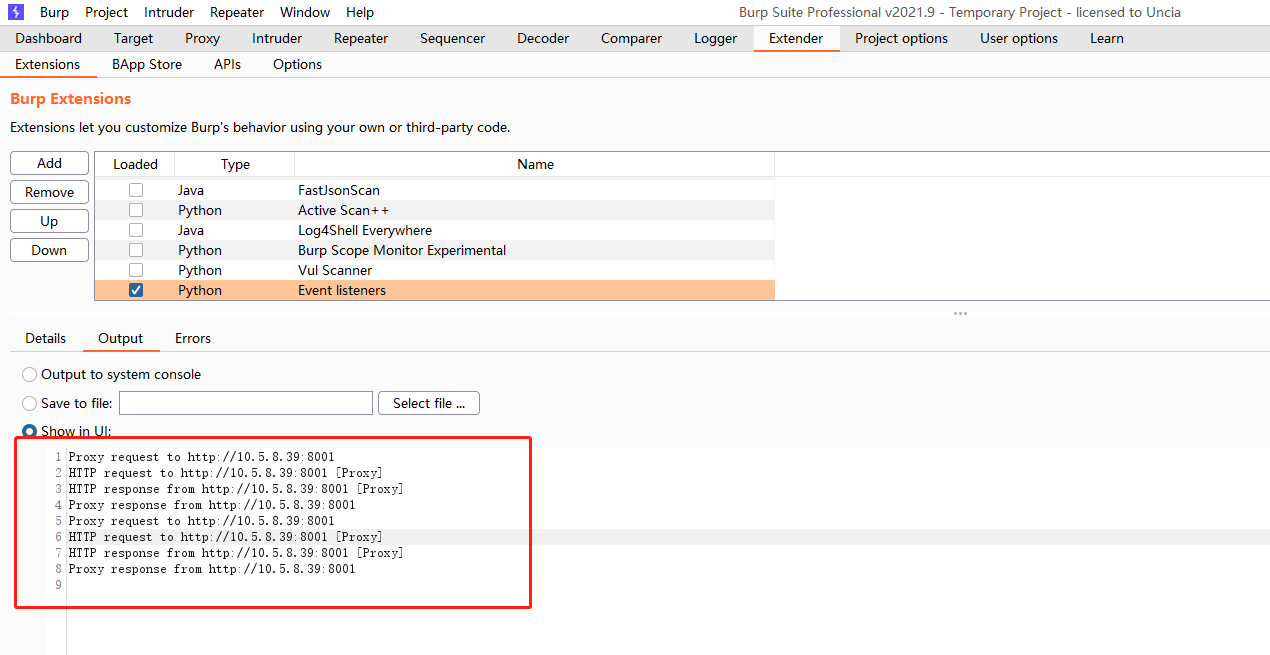 Burp Project Intruder Repeater Window Help Burp Suite Professional v2021.9 - Temporary Project - licensed to Uncia
Dashboard Target Proxy Intruder Repeater Sequencer Decoder Comparer Logger Extender Project options User options Learn
Extensions BApp Store APIs Options
Burp Extensions
Extensions let you customize Burp's behavior using your own or third-party code.
Add
Remove
Up
Down
Loaded Type Name
Java FastJsonScan
Python Active Scan++
Java Log4Shell Everywhere
Python Burp Scope Monitor Experimental
Python Vul Scanner
Python Event listeners
Details Output Errors
Output to system console
Save to file: Select file ...
Show in UI:
1 Proxy request to http://10.5.8.39:8001
2 HTTP request to http://10.5.8.39:8001 [Proxy]
3 HTTP response from http://10.5.8.39:8001 [Proxy]
4 Proxy response from http://10.5.8.39:8001
5 Proxy request to http://10.5.8.39:8001
6 HTTP request to http://10.5.8.39:8001 [Proxy]
7 HTTP response from http://10.5.8.39:8001 [Proxy]
8 Proxy response from http://10.5.8.39:8001
9